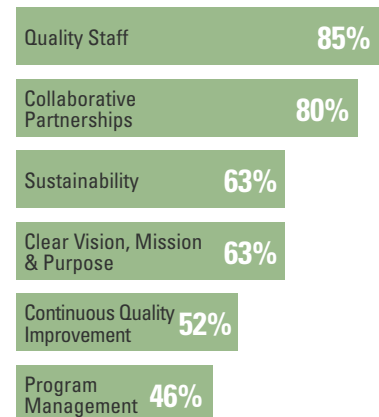 Quality Staff 85%
Collaborative
Partnerships 80%
Sustainability 63%
Clear Vision, Mission
& Purpose 63%
Continuous Quality
Improvement 52%
Program
Management 46%